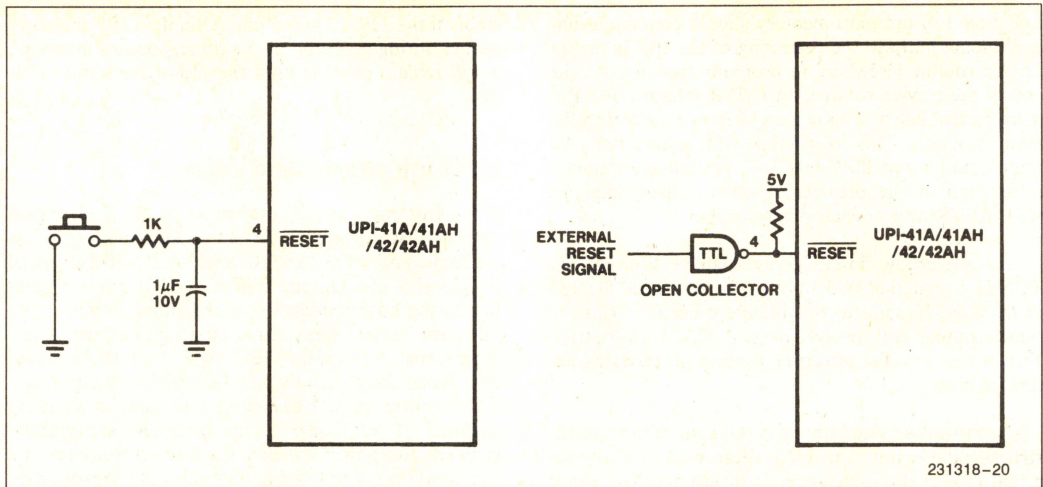 1K
4
RESET
UPI-41A/41AH
/42/42AH
1μF
10V
5V
EXTERNAL
RESET
SIGNAL
TTL
4
OPEN COLLECTOR
RESET
UPI-41A/41AH
/42/42AH
231318–20